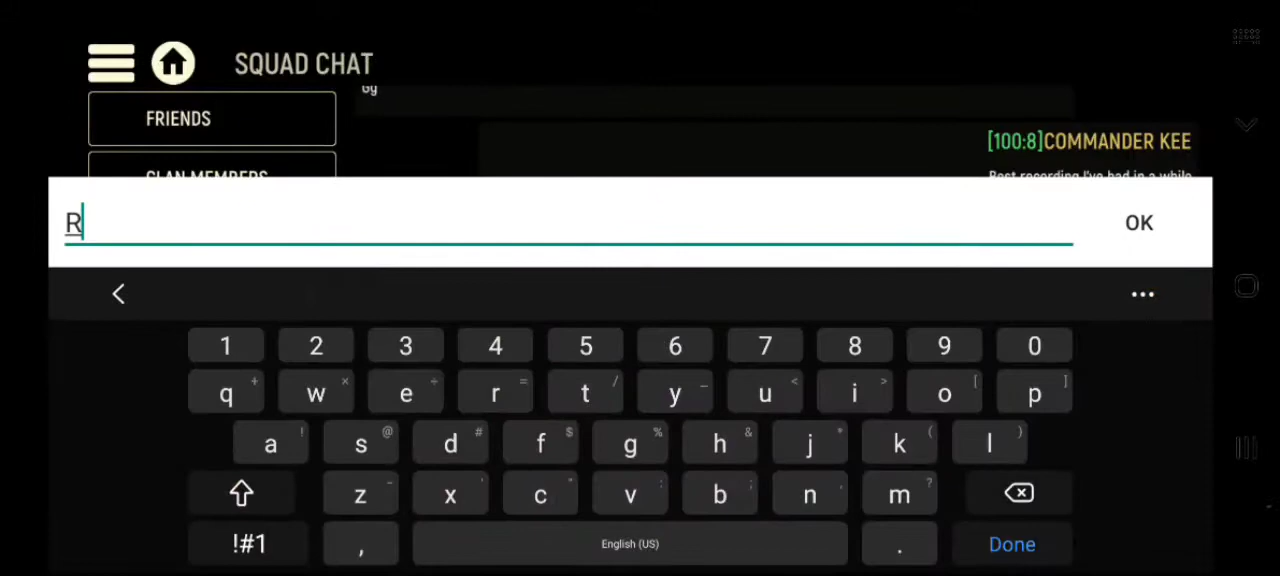 SQUAD CHAT
Gy
FRIENDS
[100:8]COMMANDER KEE
CLAN MEMBERS
Best recording I've had in a while
R
OK
1 2 3 4 5 6 7 8 9 0
q + w × e ÷ r = t / y _ u < i > o [ p ]
a ! s @ d # f $ g % h & j * k ( l )
z - x ' c " v : b ; n , m ?
!#1 , English (US) . Done